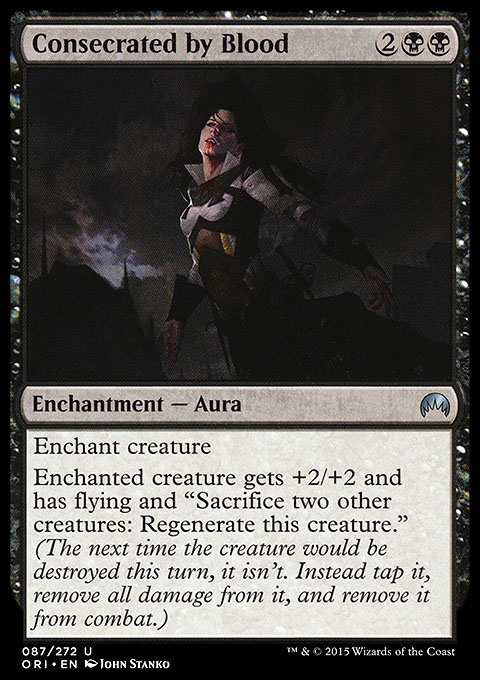 Consecrated by Blood 2
Enchantment — Aura
Enchant creature
Enchanted creature gets +2/+2 and
has flying and “Sacrifice two other
creatures: Regenerate this creature.”
(The next time the creature would be
destroyed this turn, it isn't. Instead tap it,
remove all damage from it, and remove it
from combat.)
087/272 U
ORI • EN John Stanko
™ & © 2015 Wizards of the Coast